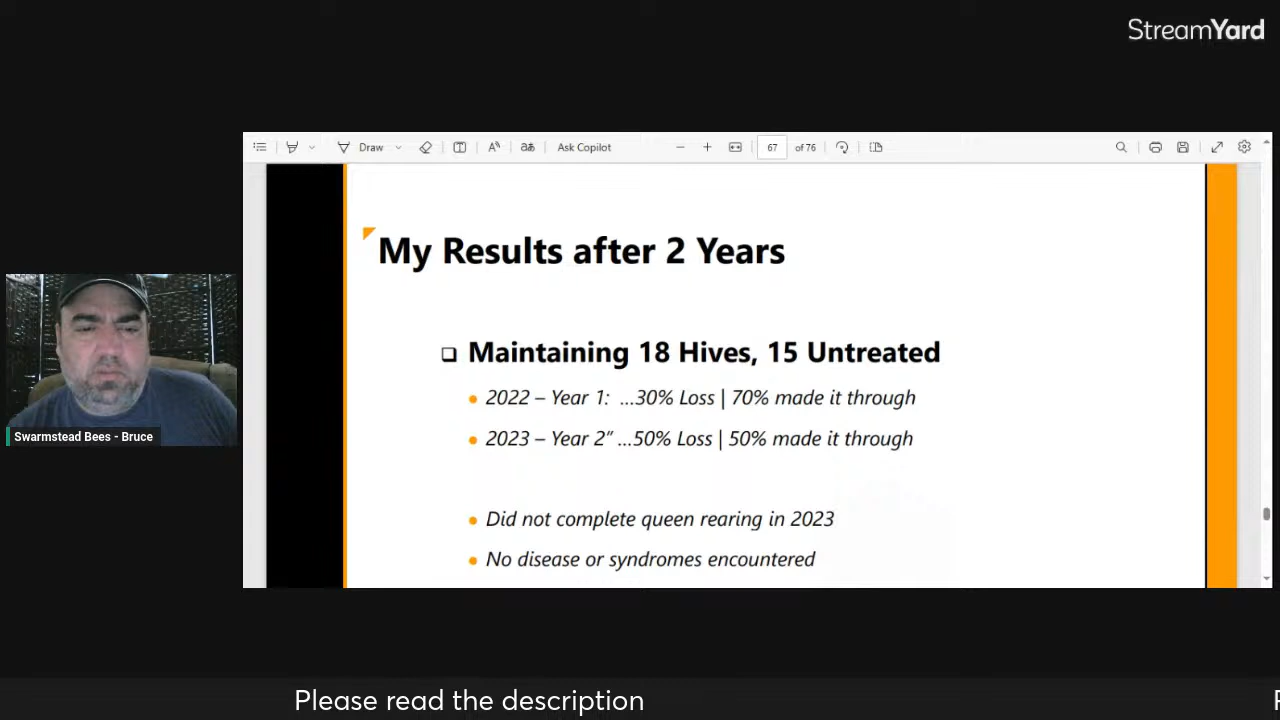 StreamYard
Draw
Ask Copilot
67 of 76
My Results after 2 Years
Maintaining 18 Hives, 15 Untreated
2022 – Year 1: ...30% Loss | 70% made it through
2023 – Year 2” ...50% Loss | 50% made it through
Did not complete queen rearing in 2023
No disease or syndromes encountered
Swarmstead Bees - Bruce
Please read the description